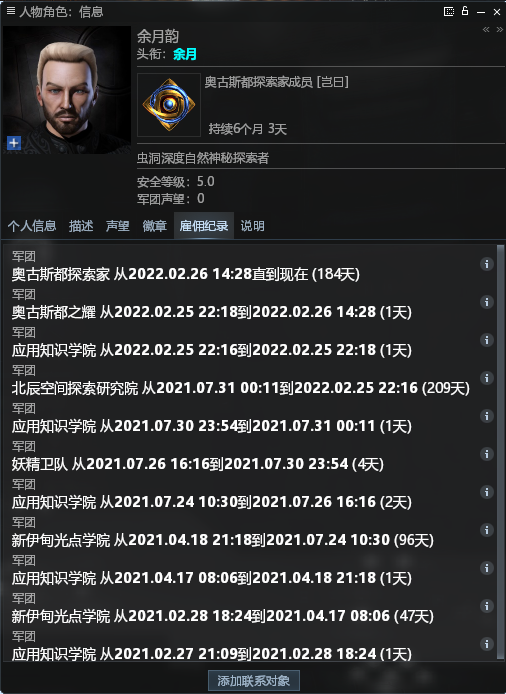 人物角色：信息
余月韵
头衔：余月
奥古斯都探索家成员 [岂曰]
持续6个月 3天
虫洞深度自然神秘探索者
安全等级：5.0
军团声望：0
个人信息 描述 声望 徽章 雇佣纪录 说明
军团
奥古斯都探索家 从2022.02.26 14:28直到现在 (184天)
军团
奥古斯都之耀 从2022.02.25 22:18到2022.02.26 14:28 (1天)
军团
应用知识学院 从2022.02.25 22:16到2022.02.25 22:18 (1天)
军团
北辰空间探索研究院 从2021.07.31 00:11到2022.02.25 22:16 (209天)
军团
应用知识学院 从2021.07.30 23:54到2021.07.31 00:11 (1天)
军团
妖精卫队 从2021.07.26 16:16到2021.07.30 23:54 (4天)
军团
应用知识学院 从2021.07.24 10:30到2021.07.26 16:16 (2天)
军团
新伊甸光点学院 从2021.04.18 21:18到2021.07.24 10:30 (96天)
军团
应用知识学院 从2021.04.17 08:06到2021.04.18 21:18 (1天)
军团
新伊甸光点学院 从2021.02.28 18:24到2021.04.17 08:06 (47天)
军团
应用知识学院 从2021.02.27 21:09到2021.02.28 18:24 (1天)
添加联系对象